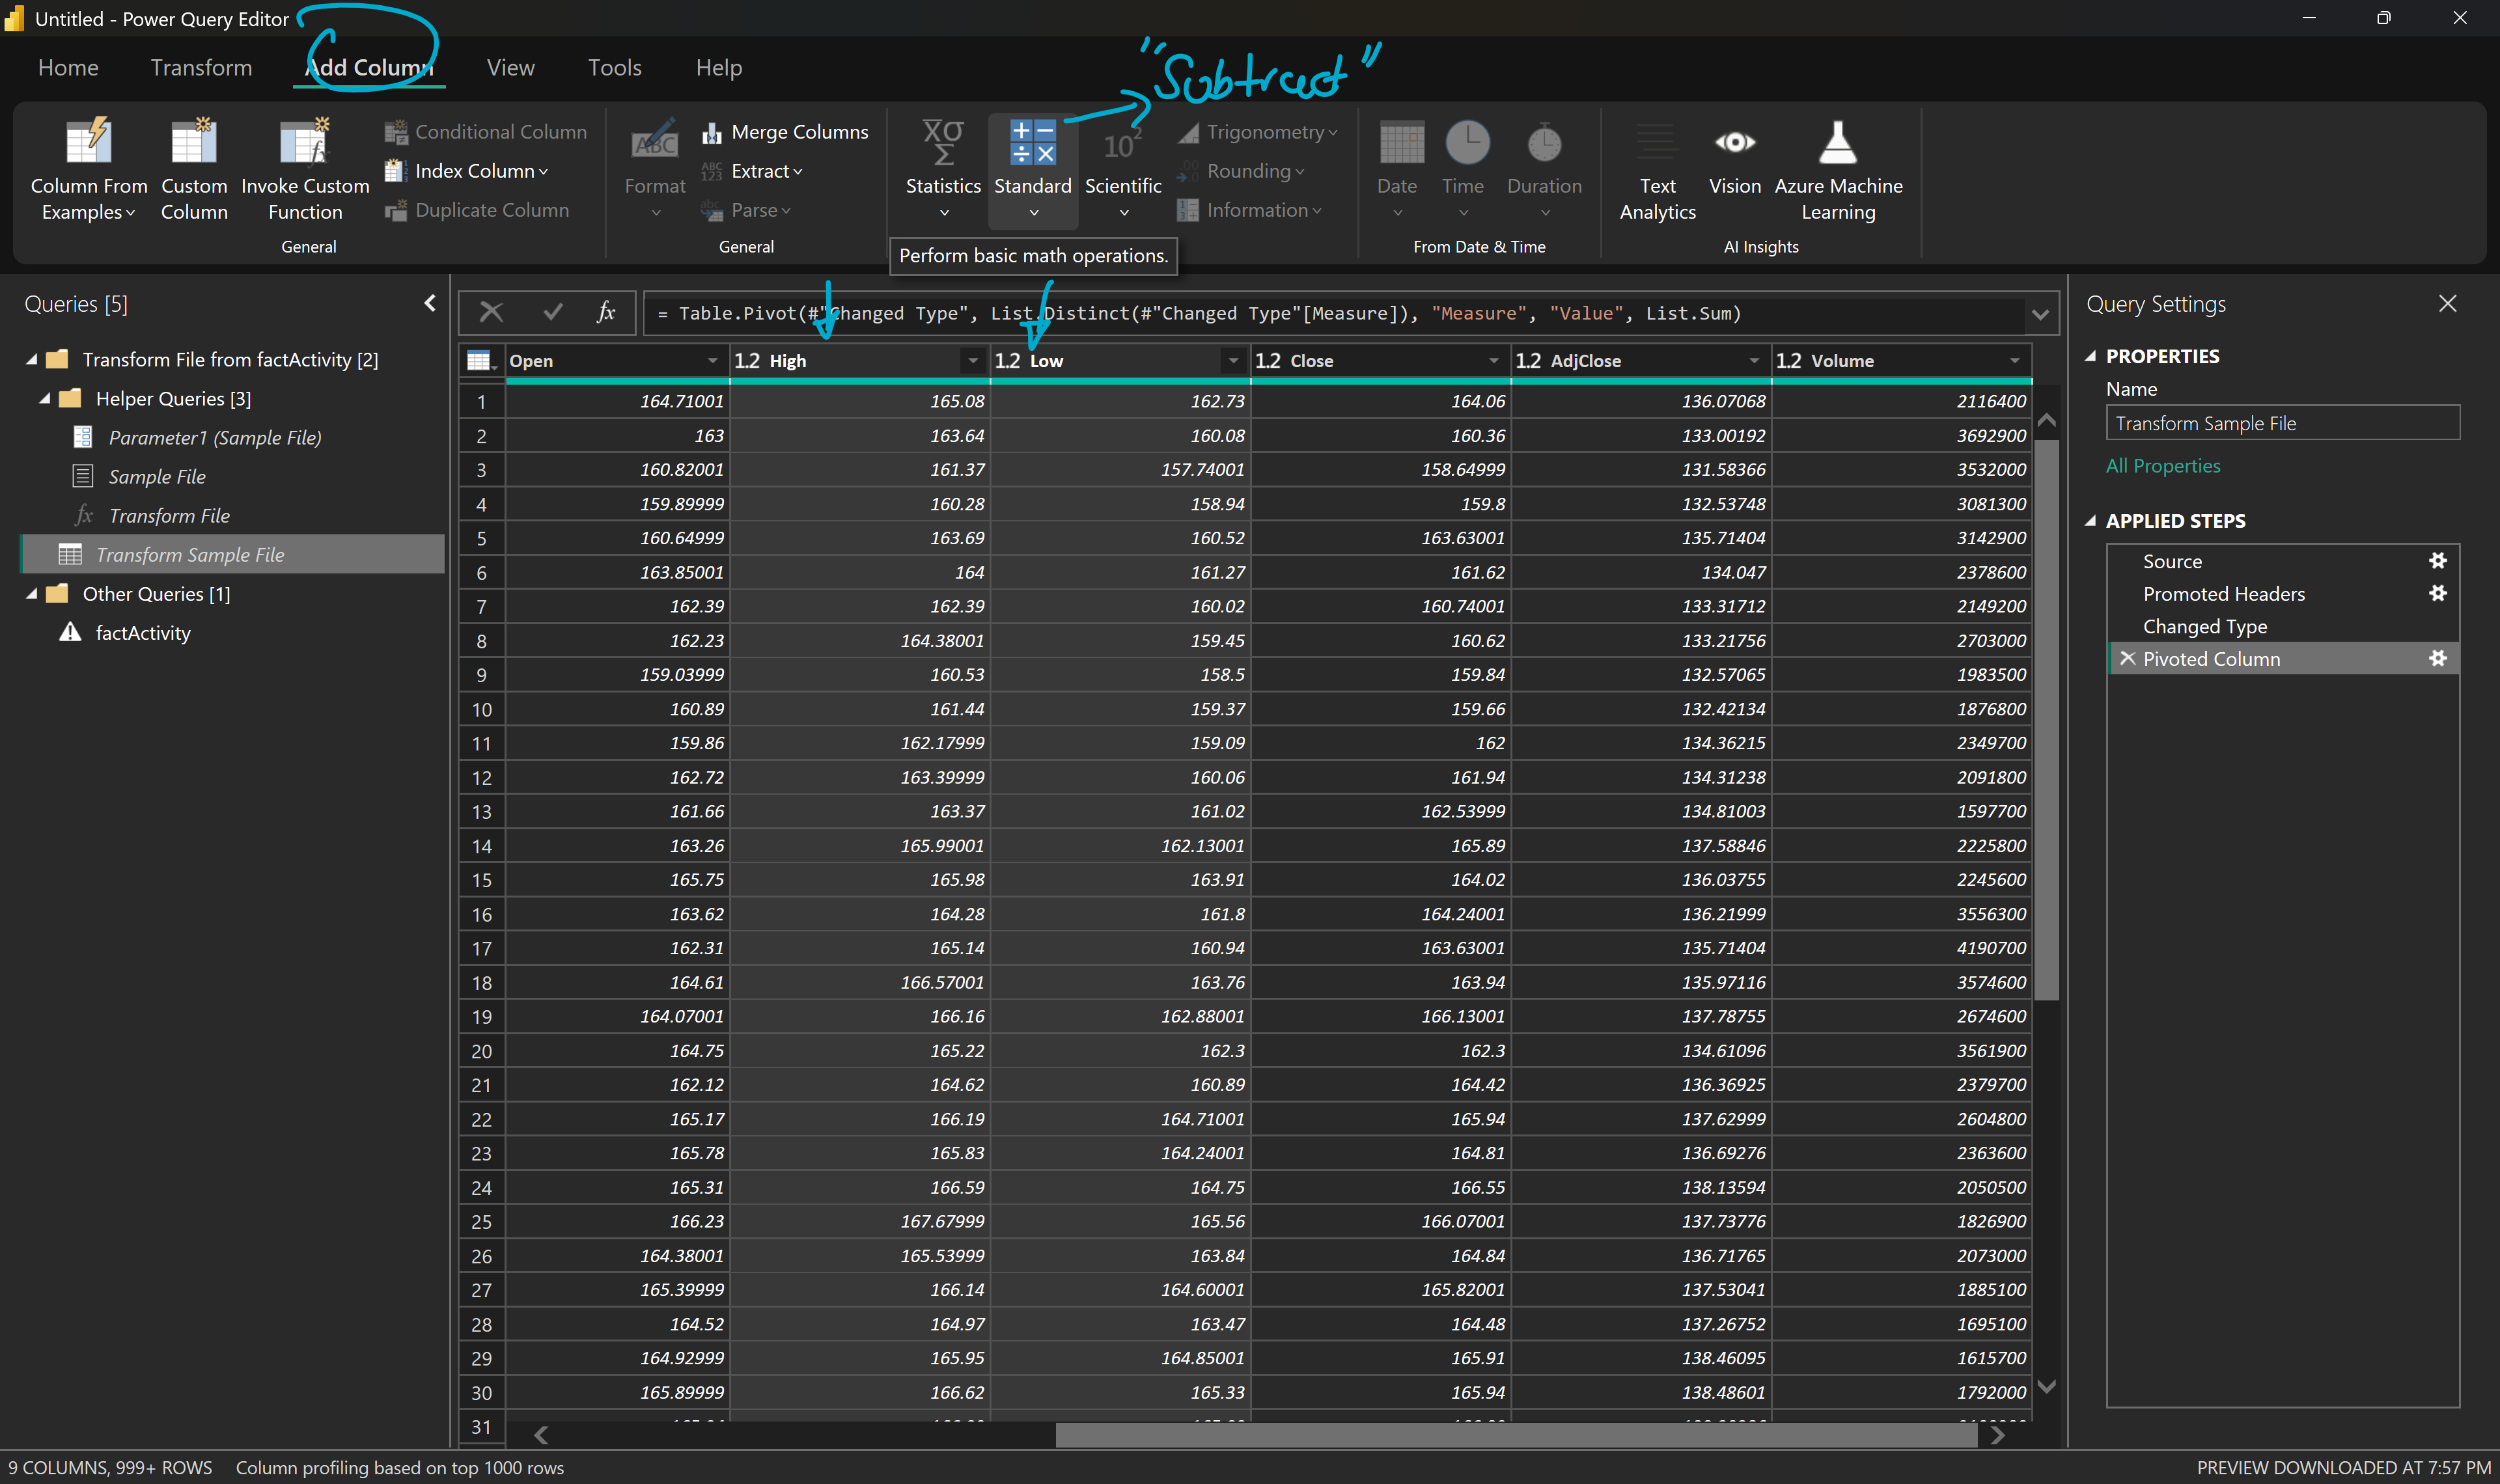 Untitled - Power Query Editor
Home Transform Add Column View Tools Help
"Subtract"
Column From Examples
Custom Column
Invoke Custom Function
Conditional Column
Index Column
Duplicate Column
General
Format
ABC
Merge Columns
ABC 123 Extract
abc Parse
General
X̅σ Σ Statistics
Standard
10² Scientific
Trigonometry
.00 →.0 Rounding
Information
Perform basic math operations.
Date
Time
Duration
From Date & Time
Text Analytics
Vision
Azure Machine Learning
AI Insights
Queries [5]
Transform File from factActivity [2]
Helper Queries [3]
Parameter1 (Sample File)
Sample File
fx Transform File
Transform Sample File
Other Queries [1]
factActivity
fx = Table.Pivot(#"Changed Type", List.Distinct(#"Changed Type"[Measure]), "Measure", "Value", List.Sum)
Open 1.2 High 1.2 Low 1.2 Close 1.2 AdjClose 1.2 Volume
1 164.71001 165.08 162.73 164.06 136.07068 2116400
2 163 163.64 160.08 160.36 133.00192 3692900
3 160.82001 161.37 157.74001 158.64999 131.58366 3532000
4 159.89999 160.28 158.94 159.8 132.53748 3081300
5 160.64999 163.69 160.52 163.63001 135.71404 3142900
6 163.85001 164 161.27 161.62 134.047 2378600
7 162.39 162.39 160.02 160.74001 133.31712 2149200
8 162.23 164.38001 159.45 160.62 133.21756 2703000
9 159.03999 160.53 158.5 159.84 132.57065 1983500
10 160.89 161.44 159.37 159.66 132.42134 1876800
11 159.86 162.17999 159.09 162 134.36215 2349700
12 162.72 163.39999 160.06 161.94 134.31238 2091800
13 161.66 163.37 161.02 162.53999 134.81003 1597700
14 163.26 165.99001 162.13001 165.89 137.58846 2225800
15 165.75 165.98 163.91 164.02 136.03755 2245600
16 163.62 164.28 161.8 164.24001 136.21999 3556300
17 162.31 165.14 160.94 163.63001 135.71404 4190700
18 164.61 166.57001 163.76 163.94 135.97116 3574600
19 164.07001 166.16 162.88001 166.13001 137.78755 2674600
20 164.75 165.22 162.3 162.3 134.61096 3561900
21 162.12 164.62 160.89 164.42 136.36925 2379700
22 165.17 166.19 164.71001 165.94 137.62999 2604800
23 165.78 165.83 164.24001 164.81 136.69276 2363600
24 165.31 166.59 164.75 166.55 138.13594 2050500
25 166.23 167.67999 165.56 166.07001 137.73776 1826900
26 164.38001 165.53999 163.84 164.84 136.71765 2073000
27 165.39999 166.14 164.60001 165.82001 137.53041 1885100
28 164.52 164.97 163.47 164.48 137.26752 1695100
29 164.92999 165.95 164.85001 165.91 138.46095 1615700
30 165.89999 166.62 165.33 165.94 138.48601 1792000
31
Query Settings
PROPERTIES
Name
Transform Sample File
All Properties
APPLIED STEPS
Source
Promoted Headers
Changed Type
Pivoted Column
9 COLUMNS, 999+ ROWS Column profiling based on top 1000 rows
PREVIEW DOWNLOADED AT 7:57 PM